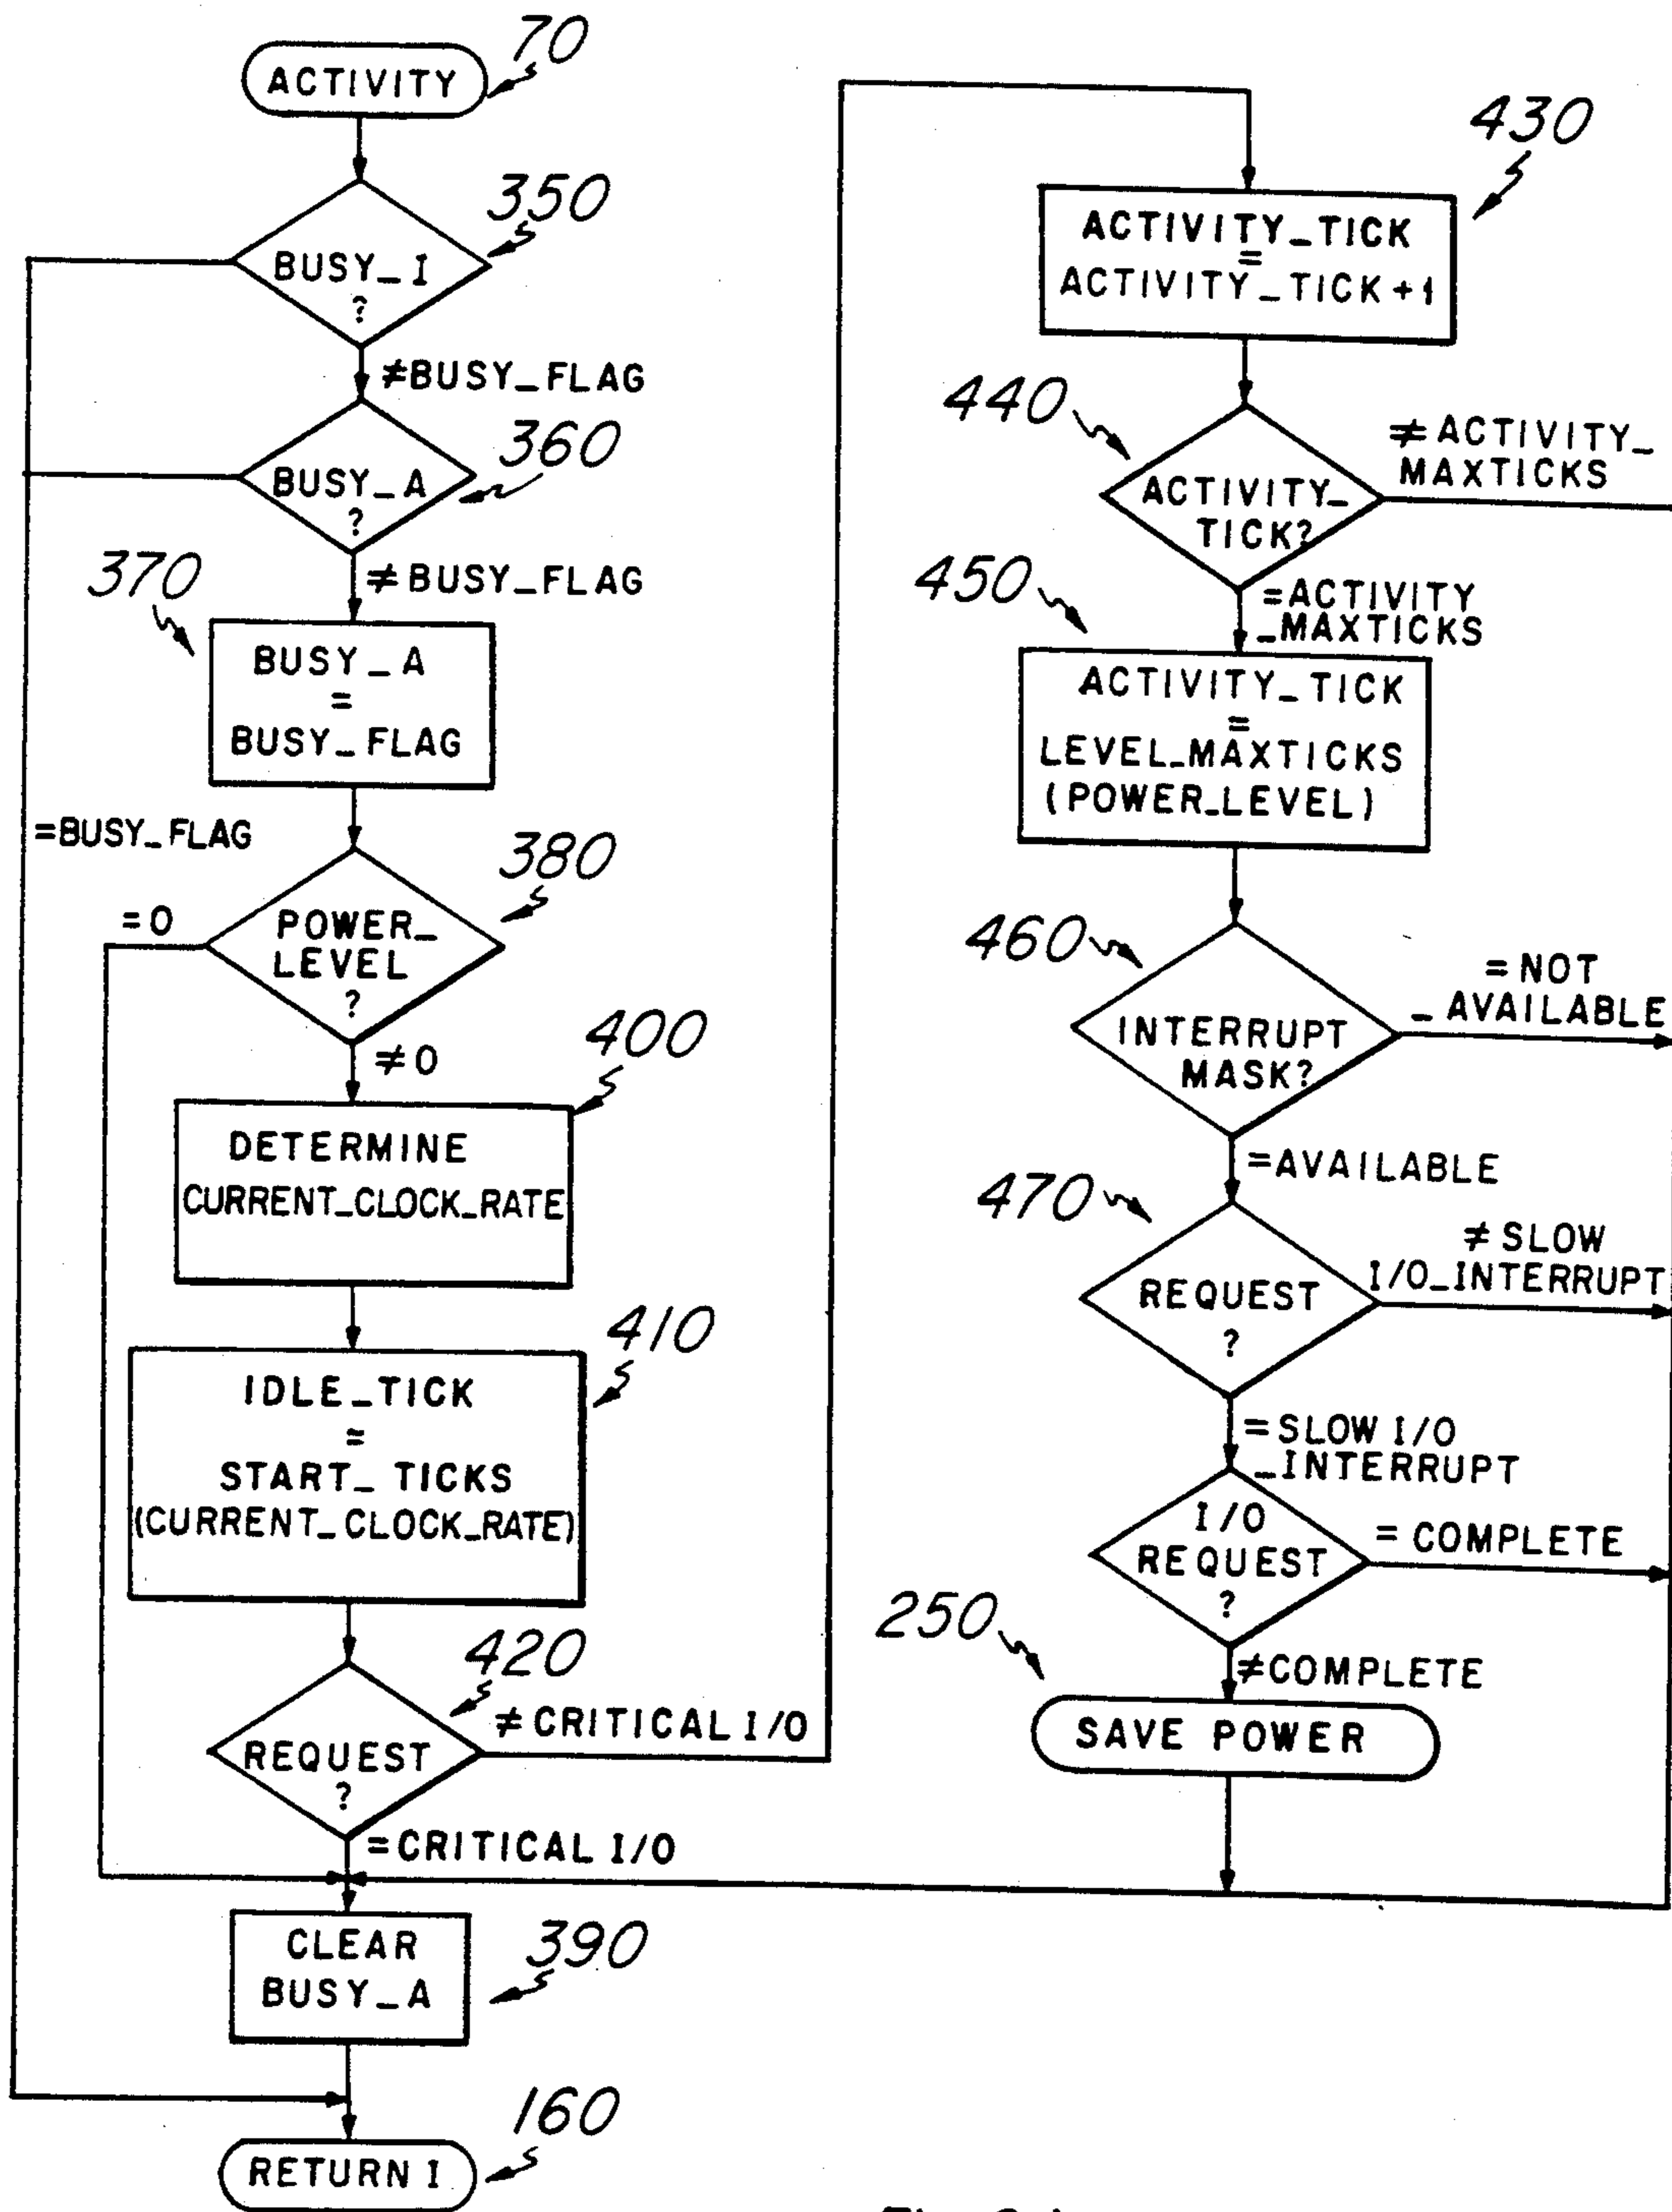 ACTIVITY
70
BUSY_I
?
350
≠BUSY_FLAG
BUSY_A
?
360
≠BUSY_FLAG
370
BUSY_A
=
BUSY_FLAG
=BUSY_FLAG
POWER_
LEVEL
?
380
=0
≠0
400
DETERMINE
CURRENT_CLOCK_RATE
410
IDLE_TICK
=
START_TICKS
(CURRENT_CLOCK_RATE)
420
REQUEST
?
≠CRITICAL I/O
=CRITICAL I/O
CLEAR
BUSY_A
390
RETURN I
160
430
ACTIVITY_TICK
=
ACTIVITY_TICK+1
440
ACTIVITY_
TICK?
≠ ACTIVITY_
MAXTICKS
=ACTIVITY
_MAXTICKS
450
ACTIVITY_TICK
=
LEVEL_MAXTICKS
(POWER_LEVEL)
460
INTERRUPT
MASK?
=NOT
_AVAILABLE
=AVAILABLE
470
REQUEST
?
≠ SLOW
I/O_INTERRUPT
=SLOW I/O
_INTERRUPT
I/O
REQUEST
?
= COMPLETE
≠COMPLETE
250
SAVE POWER